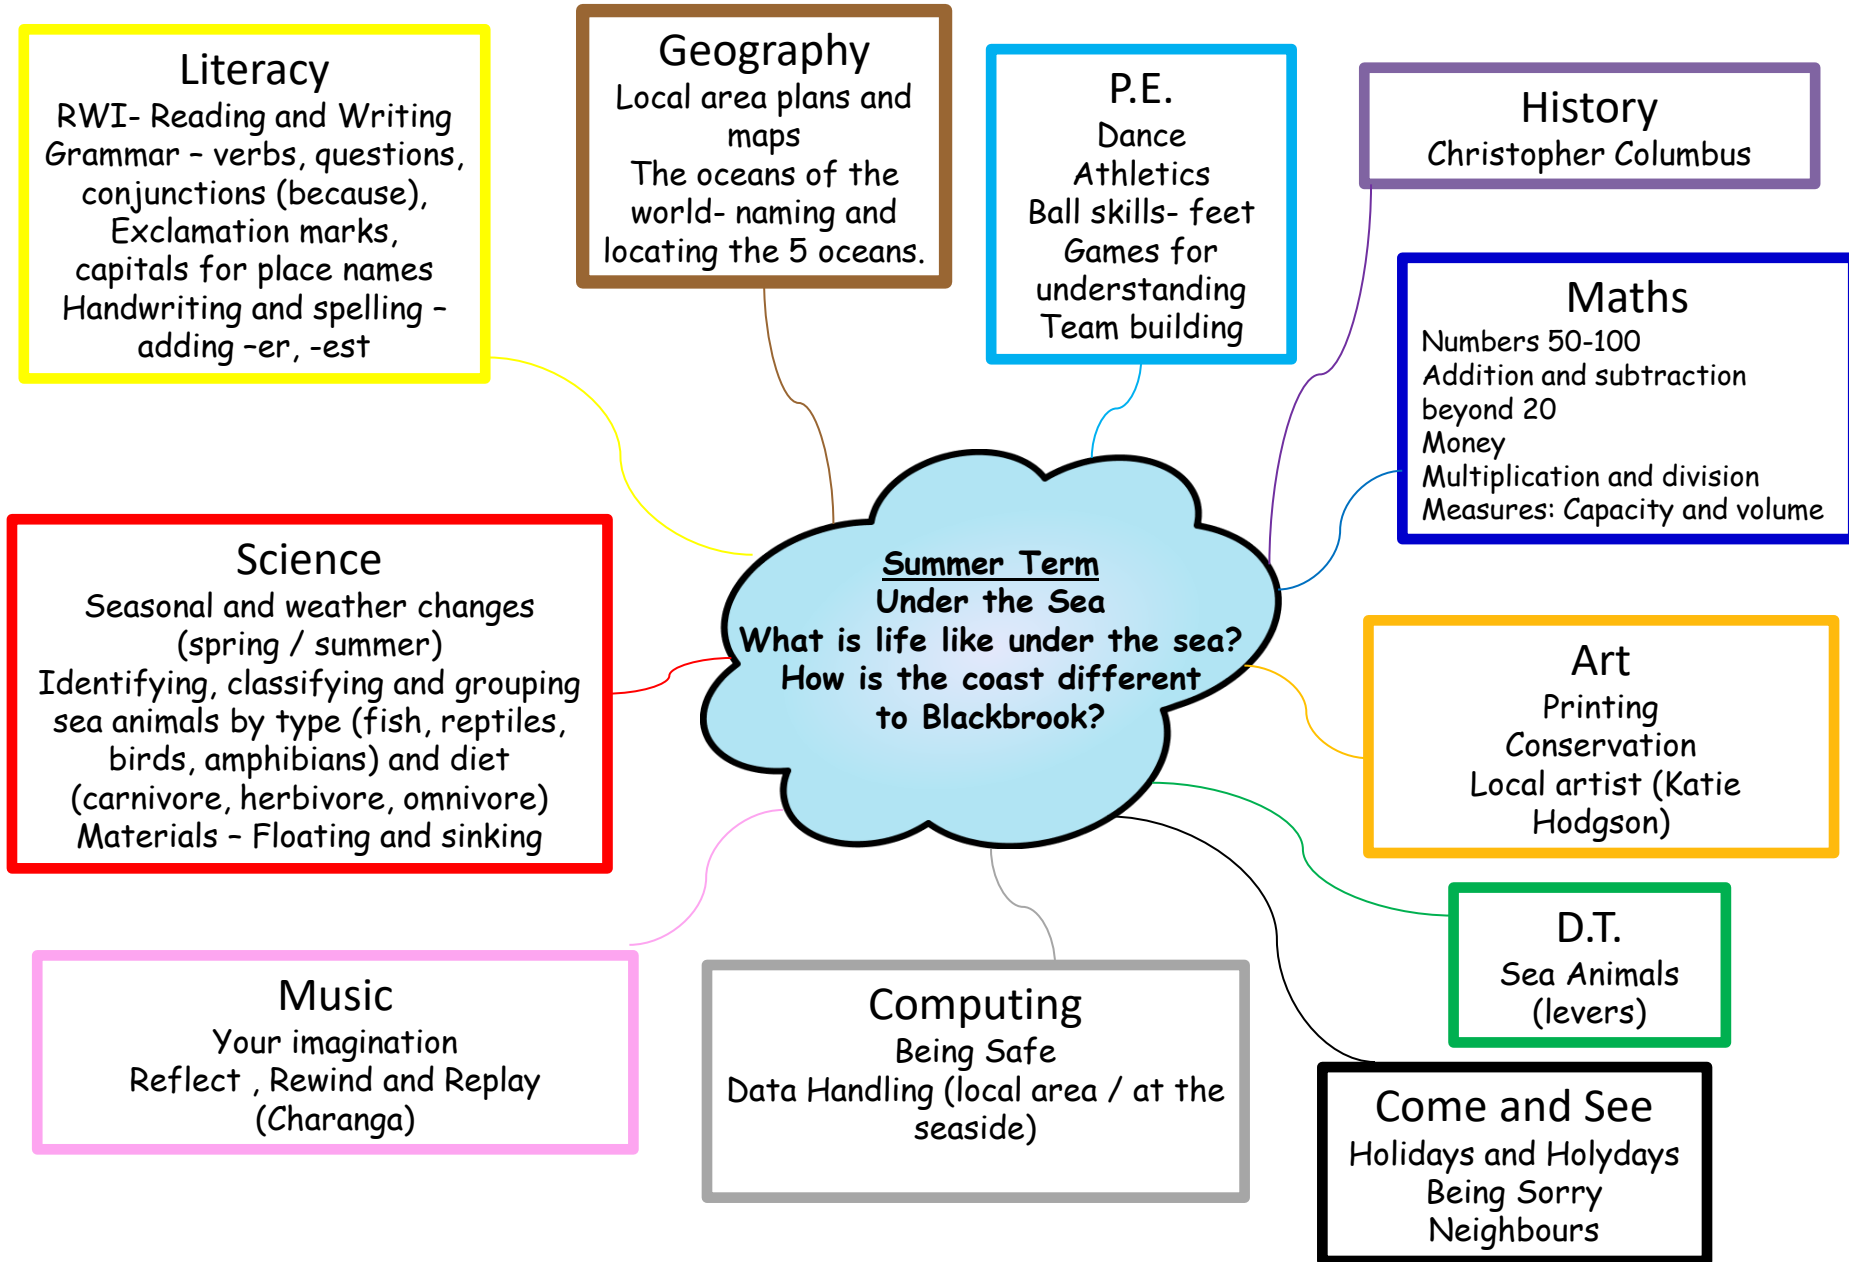 Literacy
RWI- Reading and Writing
Grammar – verbs, questions,
conjunctions (because),
Exclamation marks,
capitals for place names
Handwriting and spelling –
adding –er, -est
Geography
Local area plans and
maps
The oceans of the
world- naming and
locating the 5 oceans.
P.E.
Dance
Athletics
Ball skills- feet
Games for
understanding
Team building
History
Christopher Columbus
Maths
Numbers 50-100
Addition and subtraction
beyond 20
Money
Multiplication and division
Measures: Capacity and volume
Summer Term
Under the Sea
What is life like under the sea?
How is the coast different
to Blackbrook?
Science
Seasonal and weather changes
(spring / summer)
Identifying, classifying and grouping
sea animals by type (fish, reptiles,
birds, amphibians) and diet
(carnivore, herbivore, omnivore)
Materials – Floating and sinking
Art
Printing
Conservation
Local artist (Katie
Hodgson)
D.T.
Sea Animals
(levers)
Music
Your imagination
Reflect , Rewind and Replay
(Charanga)
Computing
Being Safe
Data Handling (local area / at the
seaside)
Come and See
Holidays and Holydays
Being Sorry
Neighbours